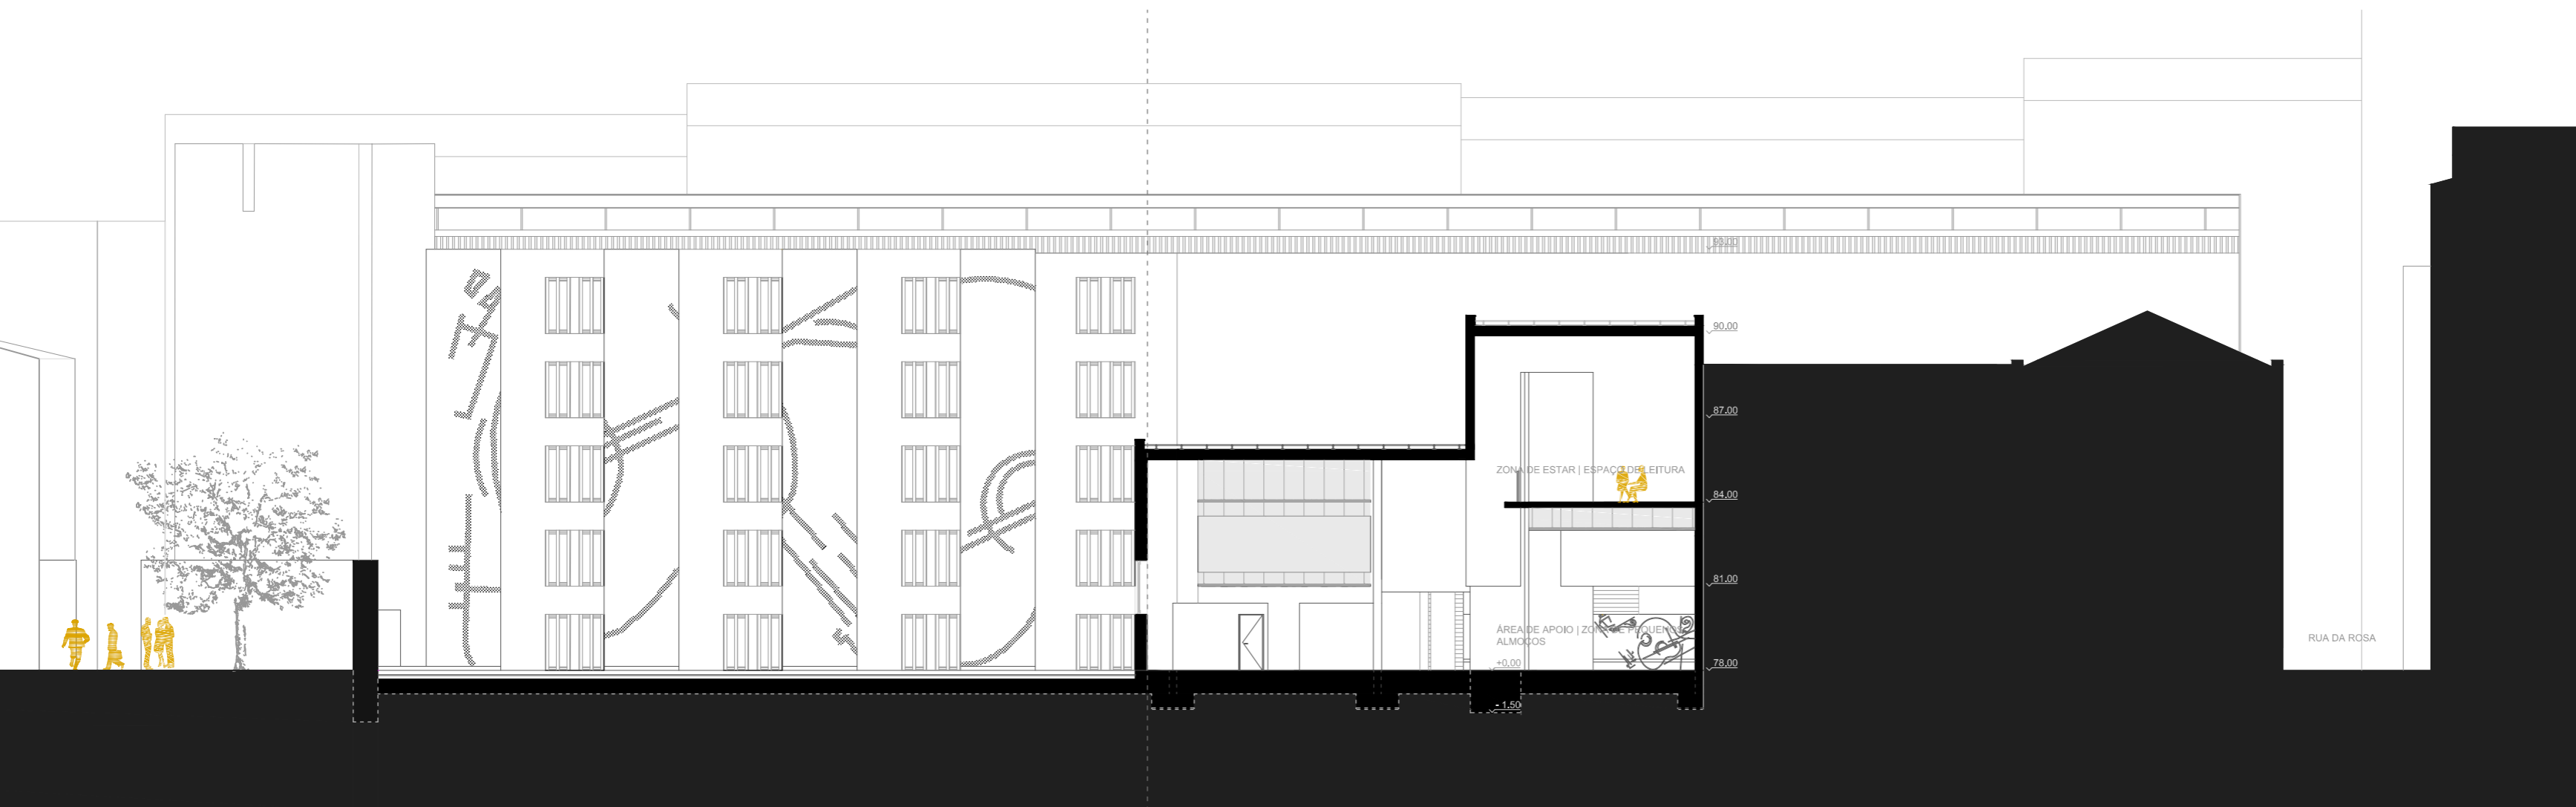 93,00
90,00
87,00
ZONA DE ESTAR | ESPAÇO DE LEITURA
84,00
81,00
ÁREA DE APOIO | ZONA DE PEQUENOS
ALMOÇOS
RUA DA ROSA
+0,00
78,00
- 1.50